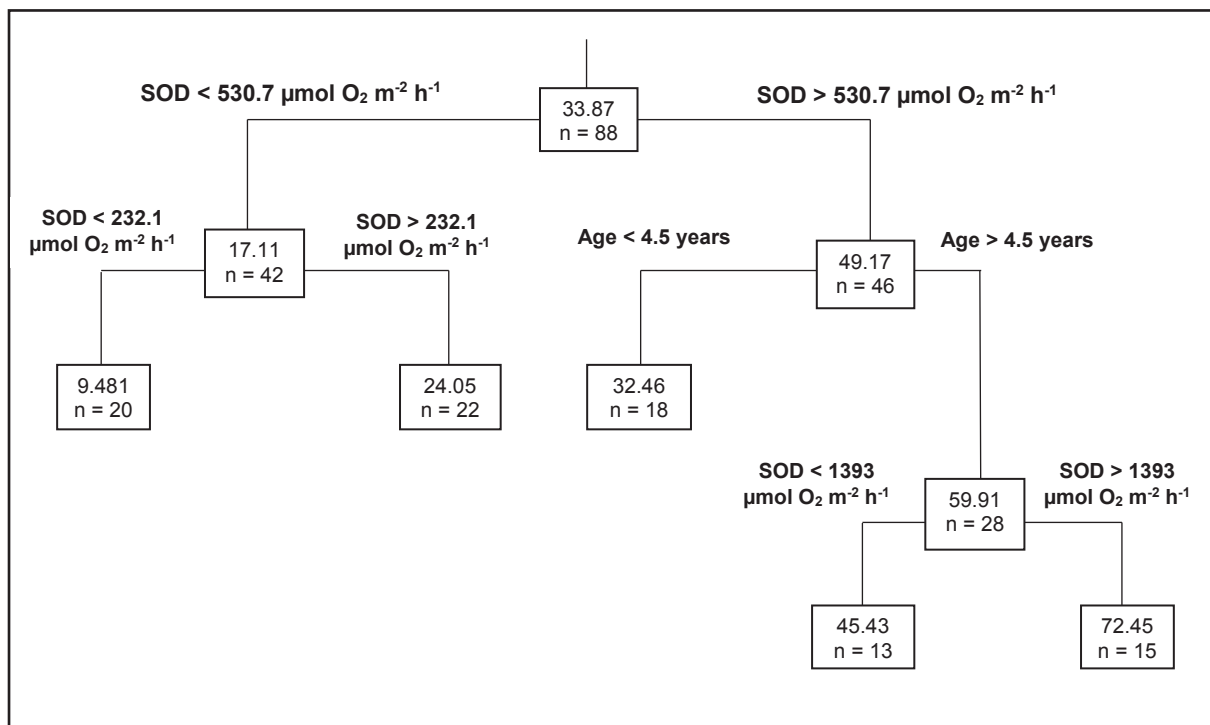 SOD < 530.7 µmol O₂ m⁻² h⁻¹
SOD > 530.7 µmol O₂ m⁻² h⁻¹
33.87
n = 88
SOD < 232.1
µmol O₂ m⁻² h⁻¹
SOD > 232.1
µmol O₂ m⁻² h⁻¹
17.11
n = 42
Age < 4.5 years
Age > 4.5 years
49.17
n = 46
9.481
n = 20
24.05
n = 22
32.46
n = 18
SOD < 1393
µmol O₂ m⁻² h⁻¹
SOD > 1393
µmol O₂ m⁻² h⁻¹
59.91
n = 28
45.43
n = 13
72.45
n = 15